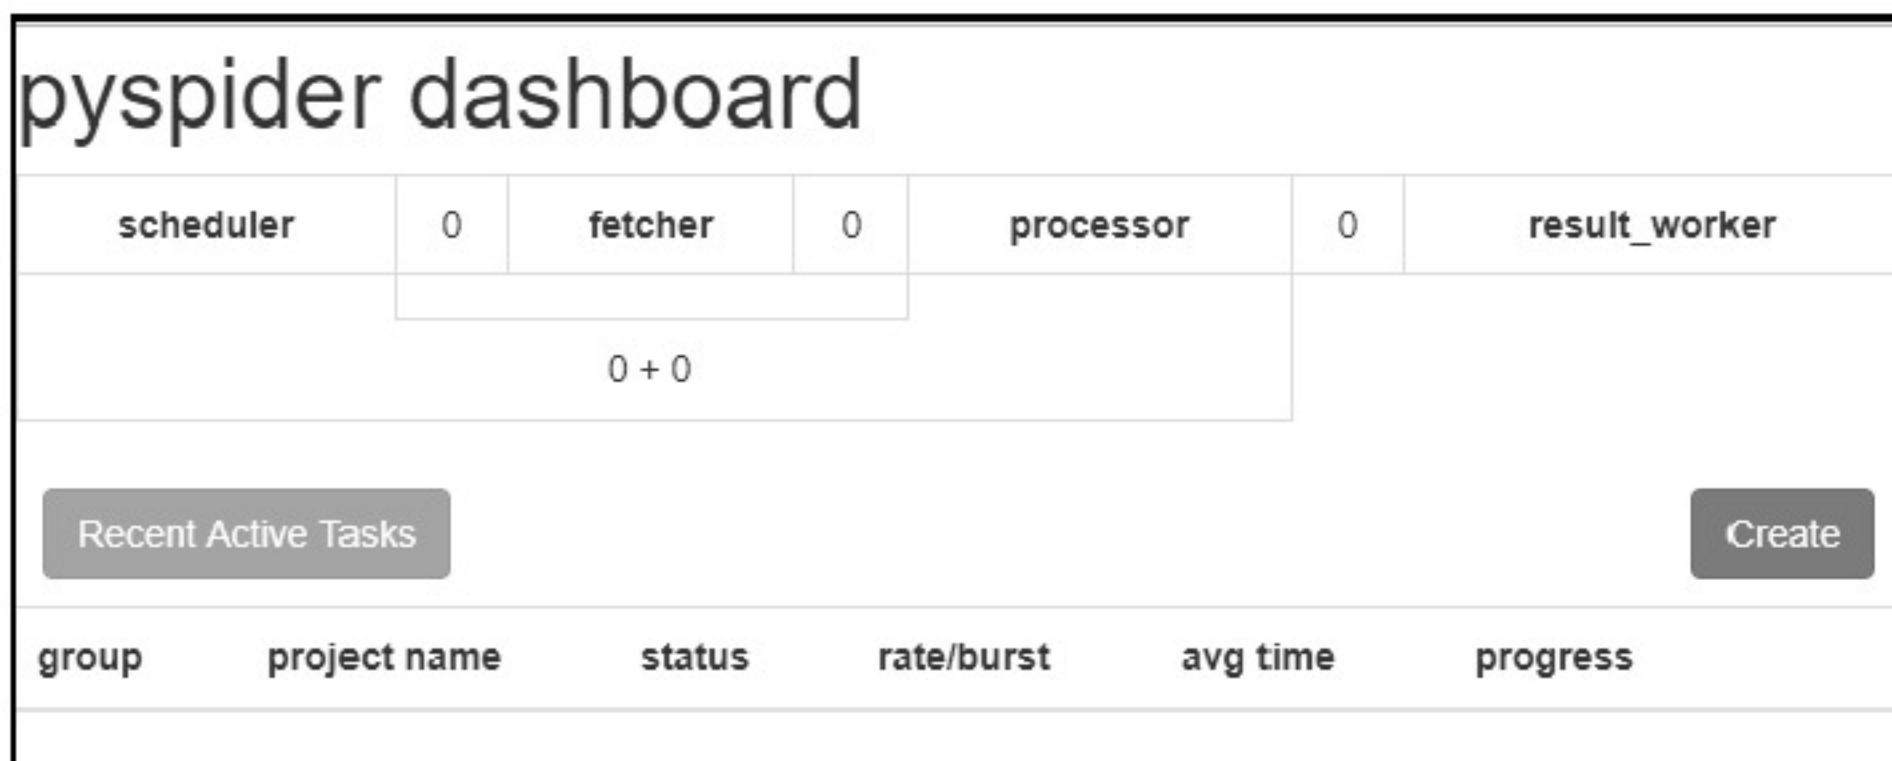 pyspider dashboard
scheduler 0 fetcher 0 processor 0 result_worker
0 + 0
Recent Active Tasks Create
group project name status rate/burst avg time progress